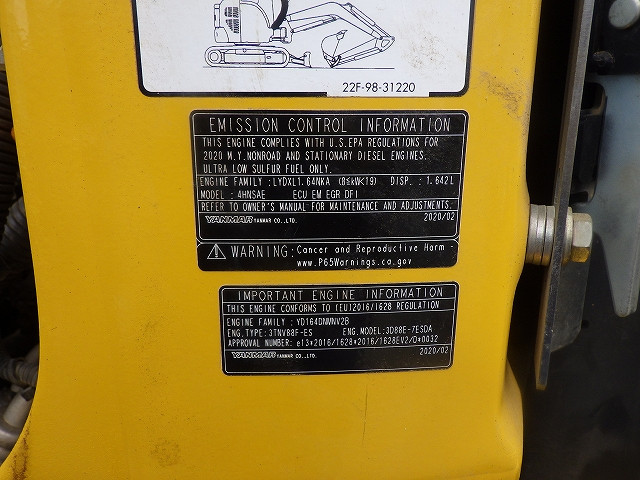 22F-98-31220
EMISSION CONTROL INFORMATION
THIS ENGINE COMPLIES WITH U.S.EPA REGULATIONS FOR
2020 M.Y.NONROAD AND STATIONARY DIESEL ENGINES.
ULTRA LOW SULFUR FUEL ONLY.
ENGINE FAMILY : LYDXL1.64NKA (8≤kW<19) DISP. : 1.642L
MODEL : 4HNSAE ECU EM EGR DFI
REFER TO OWNER'S MANUAL FOR MAINTENANCE AND ADJUSTMENTS.
YANMAR YANMAR CO.,LTD. 2020/02
WARNING: Cancer and Reproductive Harm -
www.P65Warnings.ca.gov
IMPORTANT ENGINE INFORMATION
THIS ENGINE CONFORMS TO [EU]2016/1628 REGULATION
ENGINE FAMILY : YD164DNWNV2B
ENG.TYPE: 3TNV88F-ES ENG.MODEL: 3D88E-7ESDA
APPROVAL NUMBER: e13*2016/1628*2016/1628EV2/D*0032
YANMAR YANMAR CO.,LTD. 2020/02